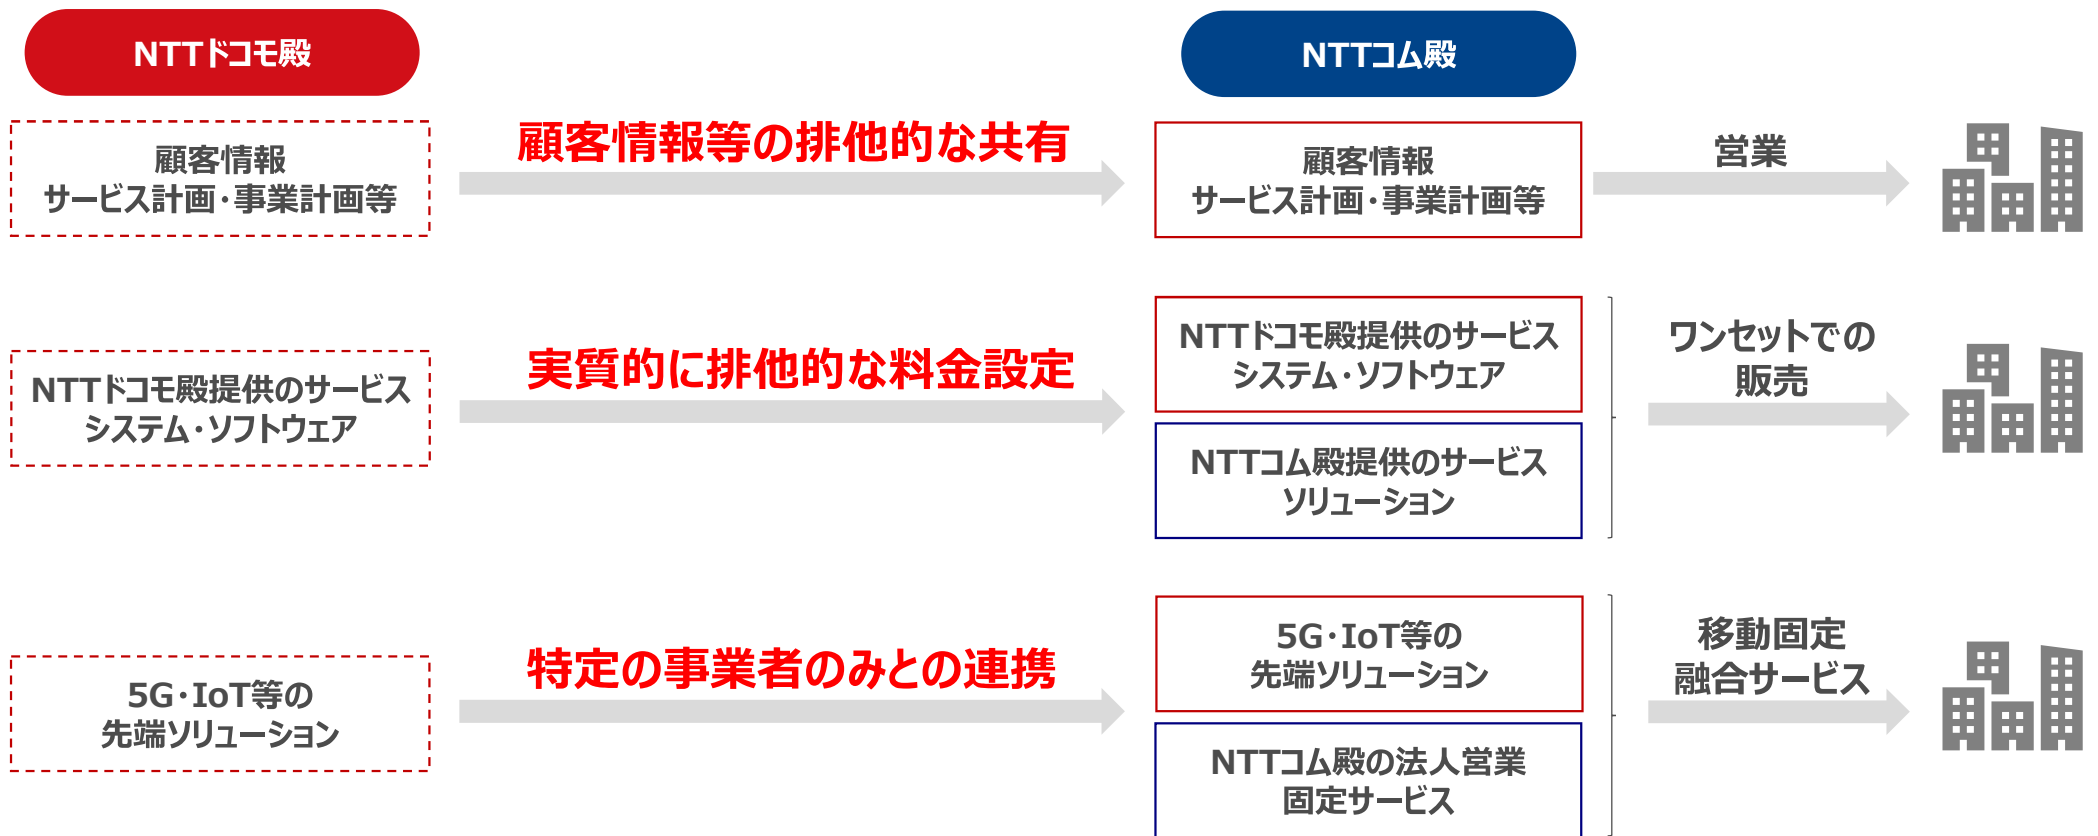 NTTドコモ殿
NTTコム殿
顧客情報
サービス計画・事業計画等
顧客情報等の排他的な共有
顧客情報
サービス計画・事業計画等
営業
NTTドコモ殿提供のサービス
システム・ソフトウェア
実質的に排他的な料金設定
NTTドコモ殿提供のサービス
システム・ソフトウェア
NTTコム殿提供のサービス
ソリューション
ワンセットでの
販売
5G・IoT等の
先端ソリューション
特定の事業者のみとの連携
5G・IoT等の
先端ソリューション
NTTコム殿の法人営業
固定サービス
移動固定
融合サービス